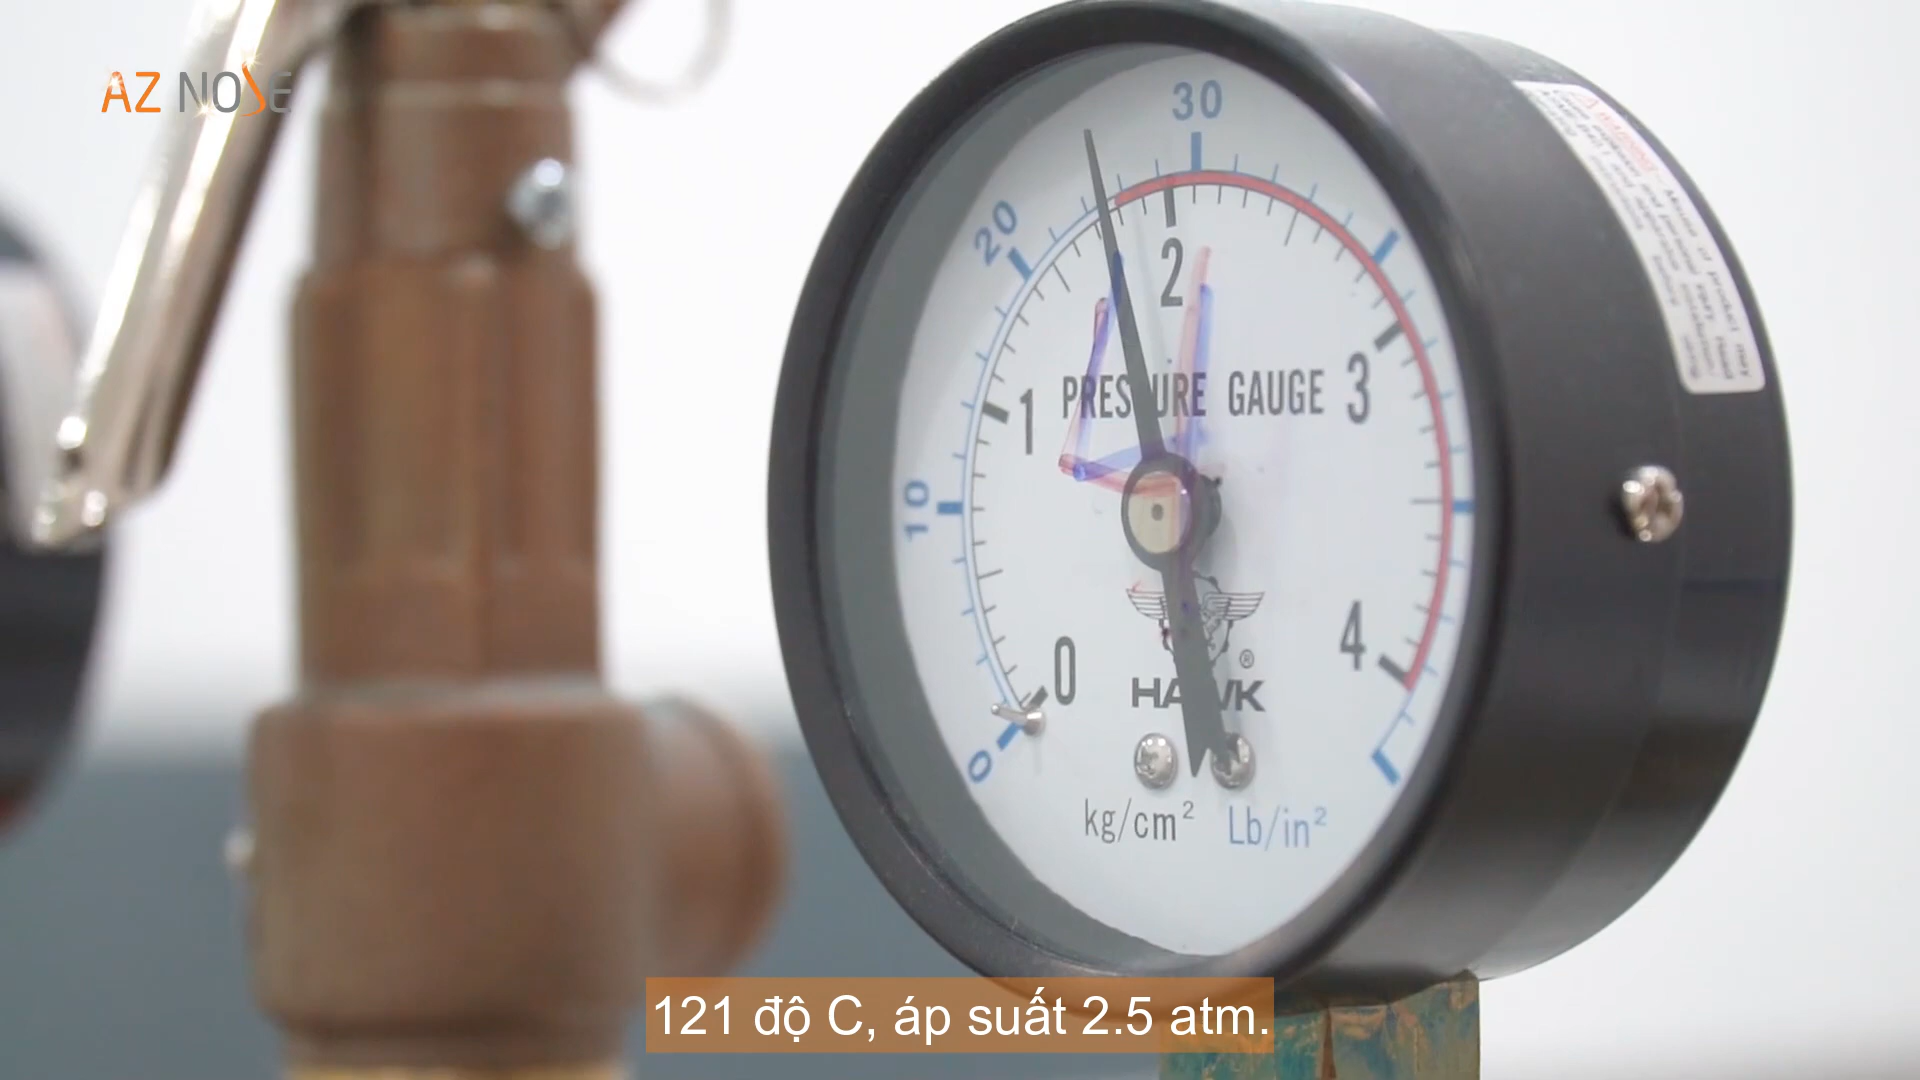 AZ NOSE
30
20
2
PRESSURE GAUGE
1
3
10
4
0
HAWK
®
0
kg/cm² Lb/in²
WARNING
121 độ C, áp suất 2.5 atm.